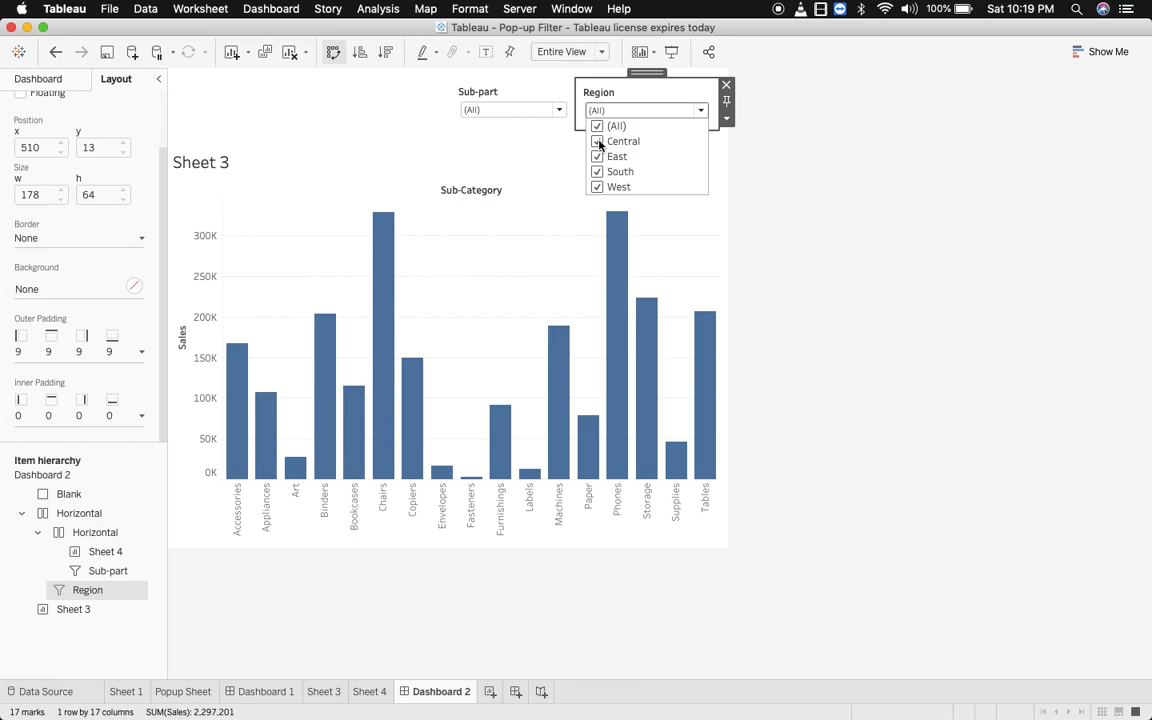 Tableau File Data Worksheet Dashboard Story Analysis Map Format Server Window Help 100% Sat 10:19 PM
Tableau - Pop-up Filter - Tableau license expires today
Entire View Show Me
Dashboard Layout
Floating
Position
x y
510 13
Size
w h
178 64
Border
None
Background
None
Outer Padding
9 9 9 9
Inner Padding
0 0 0 0
Item hierarchy
Dashboard 2
Blank
Horizontal
Horizontal
Sheet 4
Sub-part
Region
Sheet 3
Sub-part
(All)
Region
(All)
(All)
Central
East
South
West
Sheet 3
Sub-Category
Sales
300K
250K
200K
150K
100K
50K
0K
Accessories
Appliances
Art
Binders
Bookcases
Chairs
Copiers
Envelopes
Fasteners
Furnishings
Labels
Machines
Paper
Phones
Storage
Supplies
Tables
Data Source Sheet 1 Popup Sheet Dashboard 1 Sheet 3 Sheet 4 Dashboard 2
17 marks 1 row by 17 columns SUM(Sales): 2,297,201